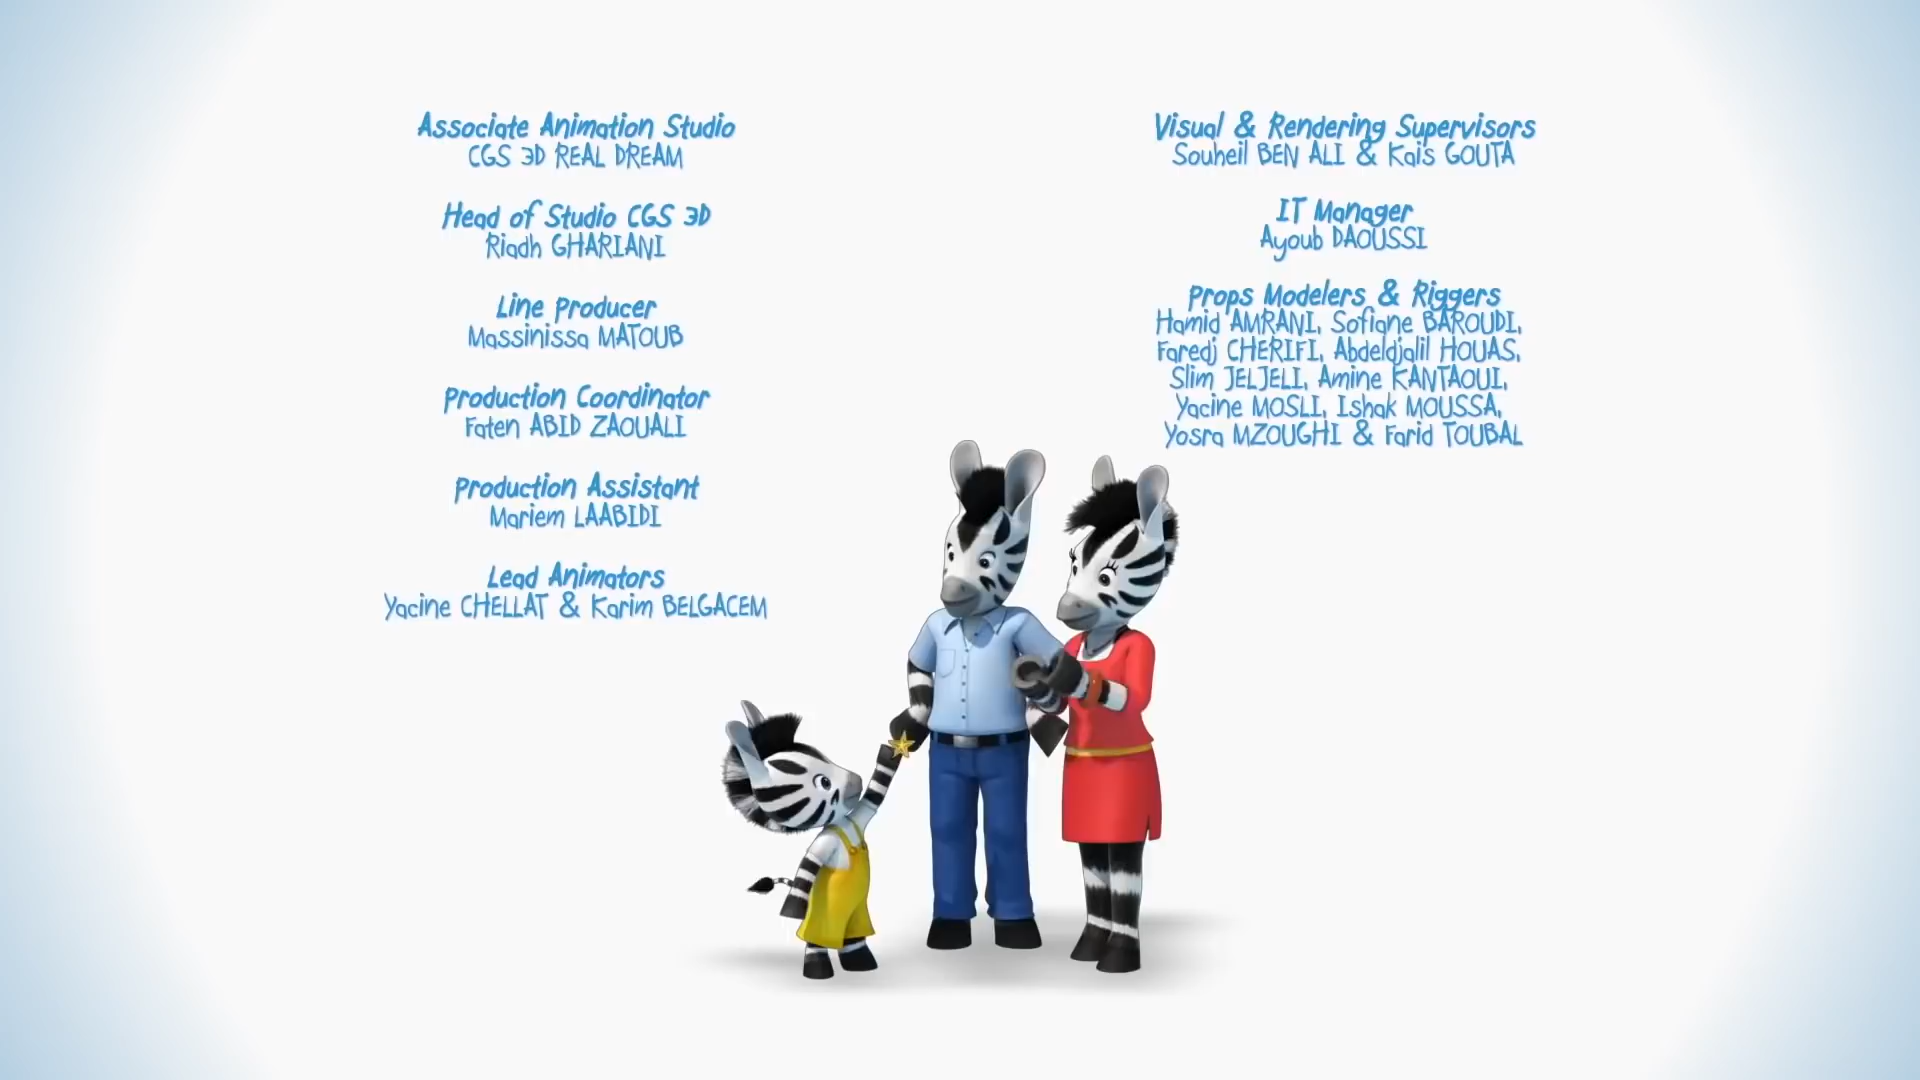 Associate Animation Studio
CGS 3D REAL DREAM
Head of Studio CGS 3D
Riadh GHARIANI
Line Producer
Massinissa MATOUB
Production Coordinator
Faten ABID ZAOUALI
Production Assistant
Mariem LAABIDI
Lead Animators
Yacine CHELLAT & Karim BELGACEM
Visual & Rendering Supervisors
Souheil BEN ALI & Kais GOUTA
IT Manager
Ayoub DAOUSSI
Props Modelers & Riggers
Hamid AMRANI, Sofiane BAROUDI,
Faredj CHERIFI, Abdeldjalil HOUAS,
Slim JELJELI, Amine KANTAOUI,
Yacine MOSLI, Ishak MOUSSA,
Yosra MZOUGHI & Farid TOUBAL